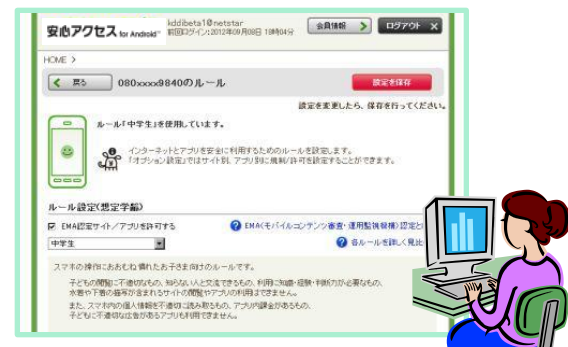 安心アクセス for Android™
kddibeta1@netstar
前回ログイン:2012年09月08日 19時04分
会員情報
ログアウト ×
HOME >
戻る
080xxxx9840のルール
設定を保存
設定を変更したら、保存を行ってください。
ルール「中学生」を使用しています。
インターネットとアプリを安全に利用するためのルールを設定します。
「オプション設定」ではサイト別、アプリ別に規制/許可を設定することができます。
ルール設定(想定学齢)
EMA認定サイト/アプリを許可する
EMA(モバイルコンテンツ審査・運用監視機構)認定と
中学生
各ルールを詳しく見比
スマホの操作におおむね慣れたお子さま向けのルールです。
子どもの閲覧に不適切なもの、知らない人と交流できるもの、利用に知識・経験・判断力が必要なもの、
水着や下着の描写が含まれるサイトの閲覧やアプリの利用はできません。
また、スマホ内の個人情報を不適切に読み取るもの、アプリ内課金があるもの、
子どもに不適切な広告があるアプリも利用できません。